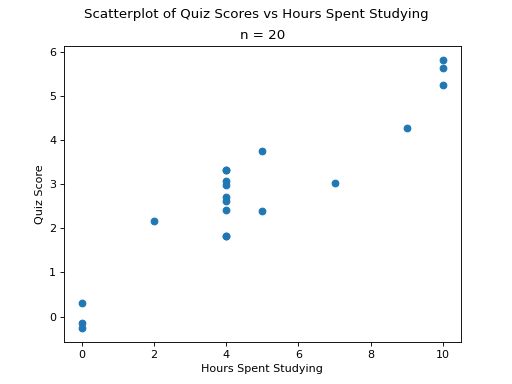 Scatterplot of Quiz Scores vs Hours Spent Studying
n = 20
6
5
4
3
2
1
0
Quiz Score
0 2 4 6 8 10
Hours Spent Studying